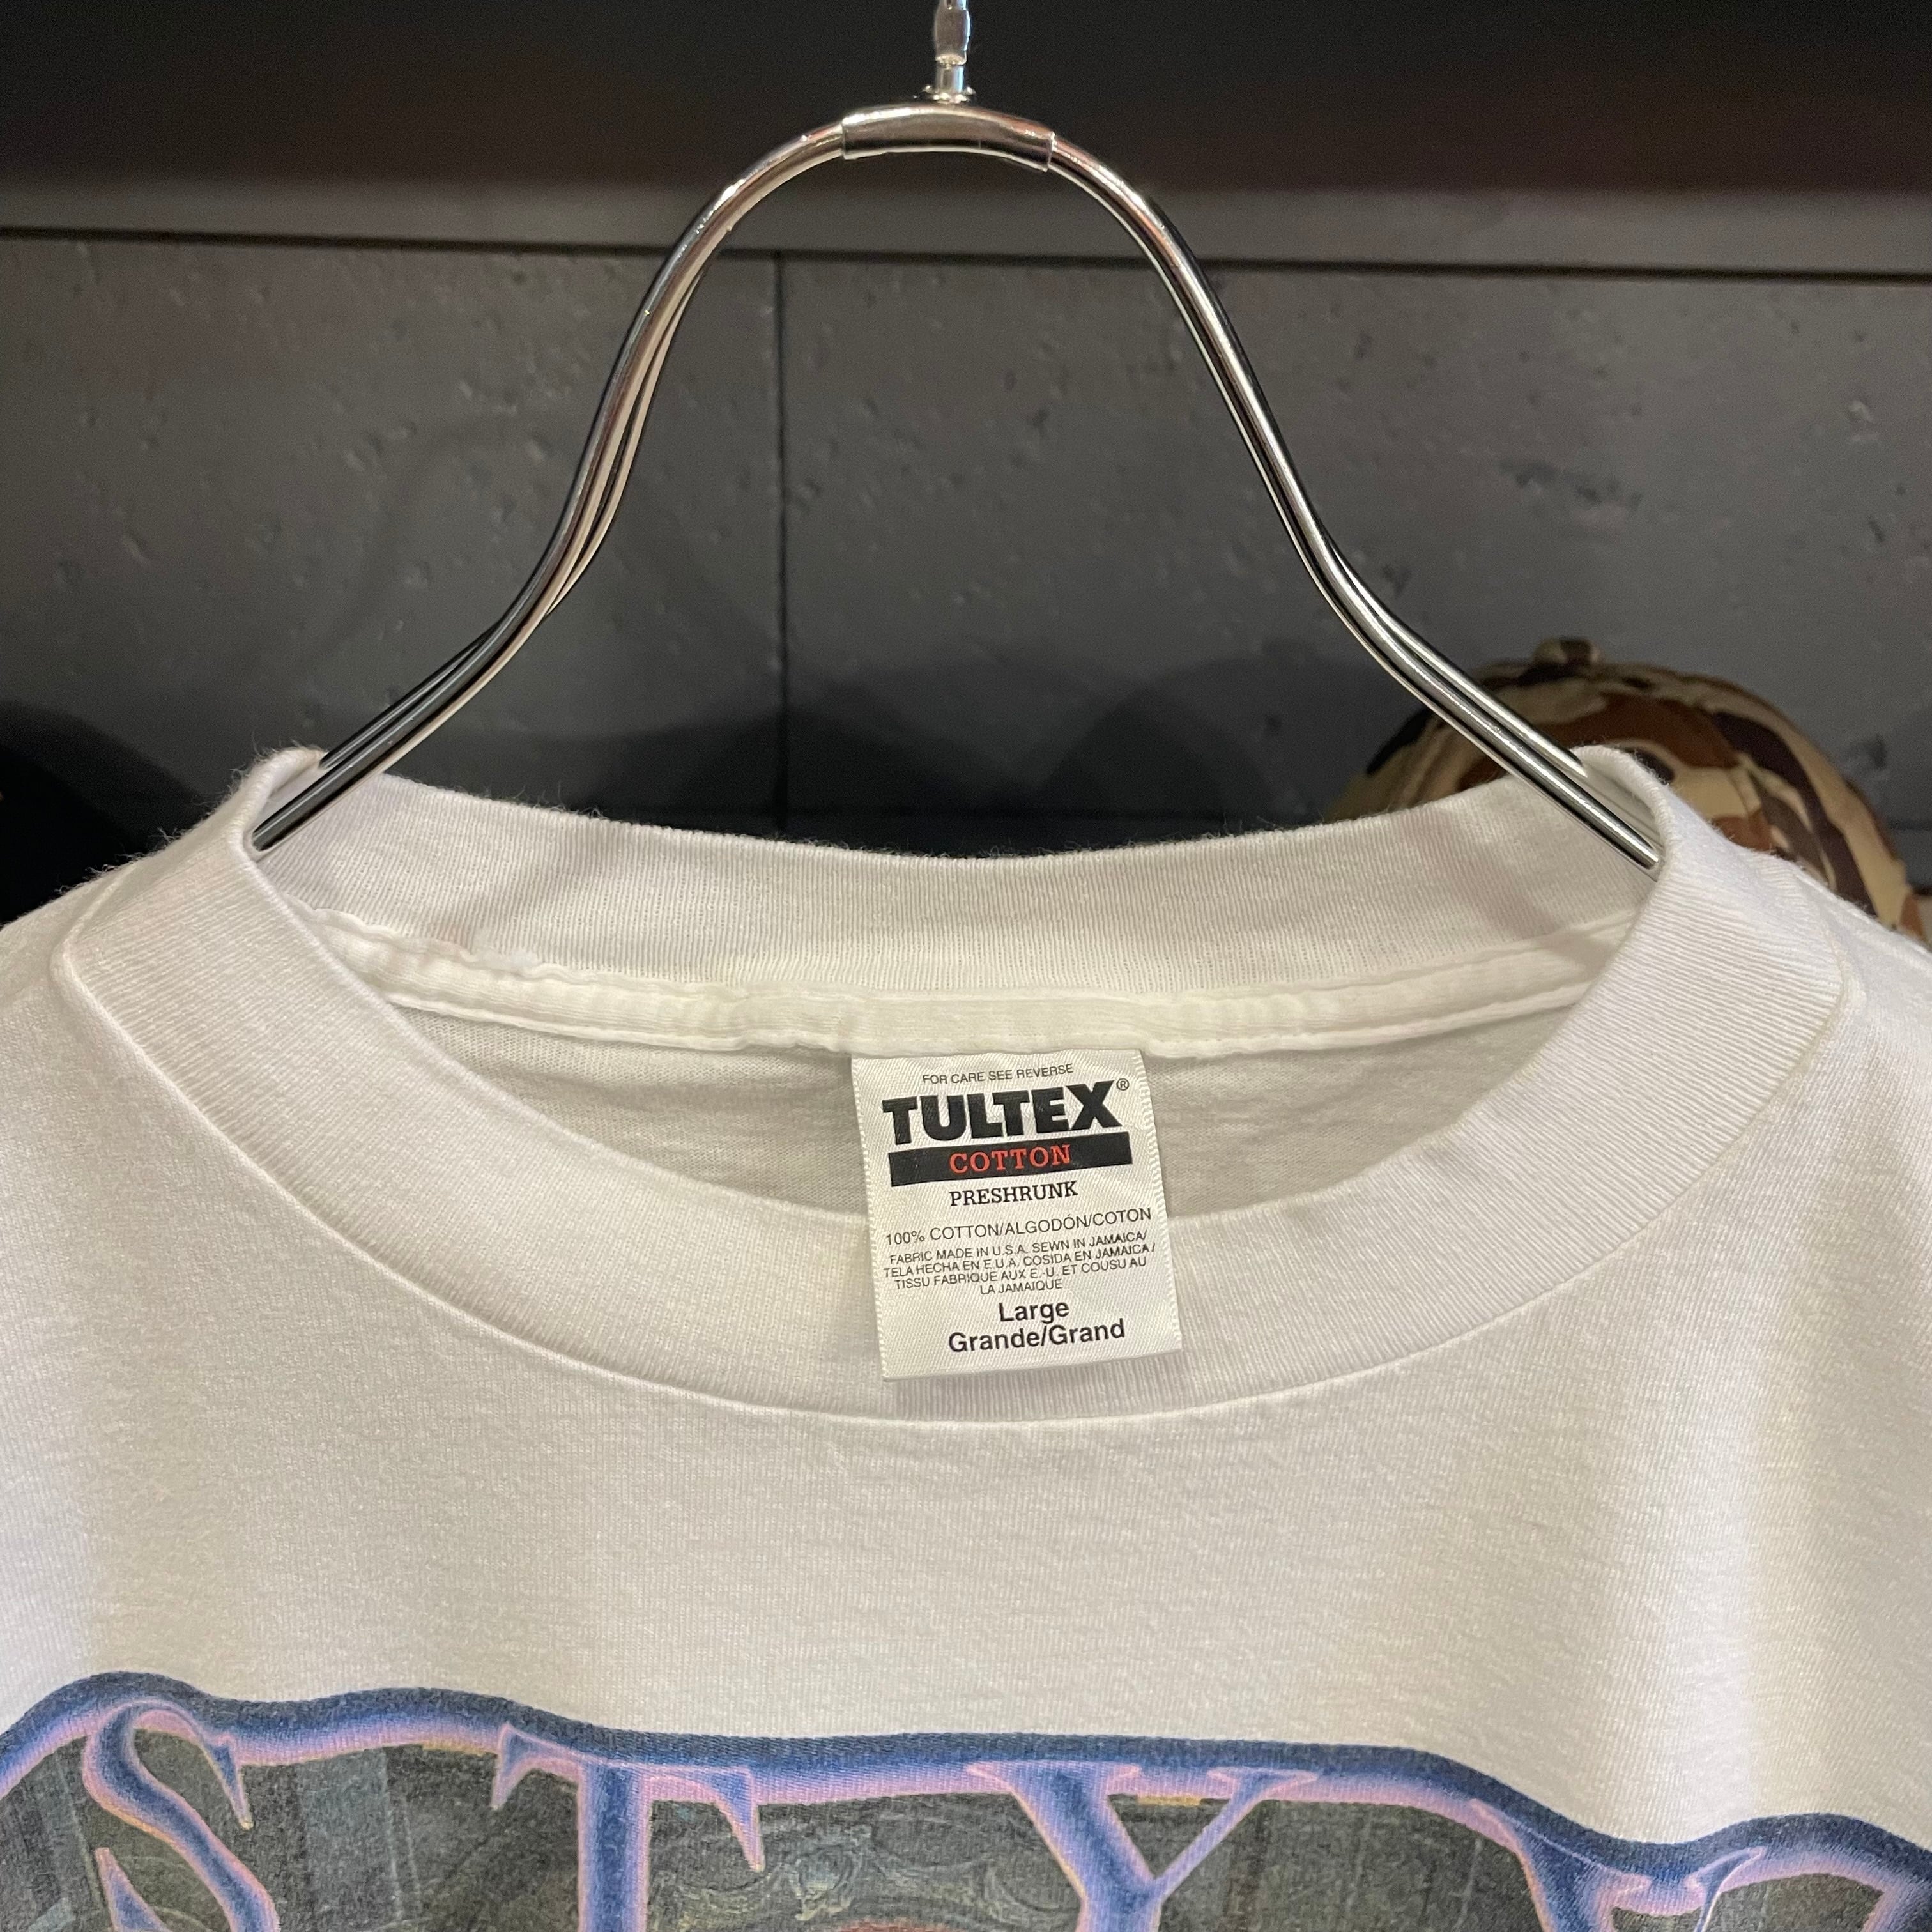 FOR CARE SEE REVERSE
TULTEX®
COTTON
PRESHRUNK
100% COTTON/ALGODÓN/COTON
FABRIC MADE IN U.S.A. SEWN IN JAMAICA/
TELA HECHA EN E.U.A. COSIDA EN JAMAICA/
TISSU FABRIQUE AUX E.-U. ET COUSU AU
LA JAMAIQUE
Large
Grande/Grand
STYX